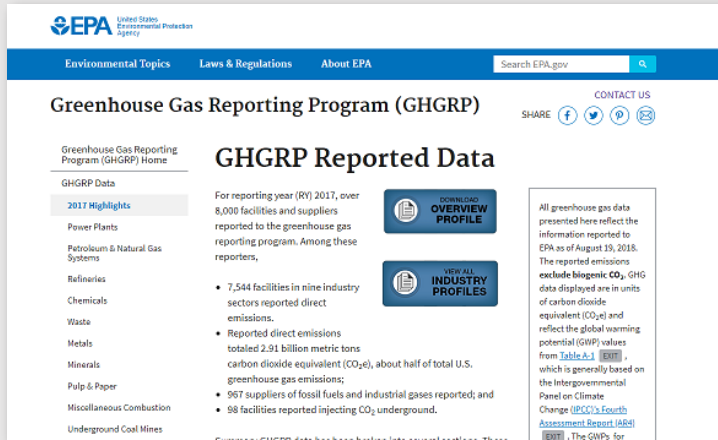 EPA
United States
Environmental Protection
Agency
Environmental Topics
Laws & Regulations
About EPA
Search EPA.gov
CONTACT US
Greenhouse Gas Reporting Program (GHGRP)
SHARE
Greenhouse Gas Reporting
Program (GHGRP) Home
GHGRP Data
2017 Highlights
Power Plants
Petroleum & Natural Gas
Systems
Refineries
Chemicals
Waste
Metals
Minerals
Pulp & Paper
Miscellaneous Combustion
Underground Coal Mines
GHGRP Reported Data
For reporting year (RY) 2017, over
8,000 facilities and suppliers
reported to the greenhouse gas
reporting program. Among these
reporters,
DOWNLOAD
OVERVIEW
PROFILE
VIEW ALL
INDUSTRY
PROFILES
• 7,544 facilities in nine industry
sectors reported direct
emissions.
• Reported direct emissions
totaled 2.91 billion metric tons
carbon dioxide equivalent (CO₂e), about half of total U.S.
greenhouse gas emissions;
• 967 suppliers of fossil fuels and industrial gases reported; and
• 98 facilities reported injecting CO₂ underground.
All greenhouse gas data
presented here reflect the
information reported to
EPA as of August 19, 2018.
The reported emissions
exclude biogenic CO₂. GHG
data displayed are in units
of carbon dioxide
equivalent (CO₂e) and
reflect the global warming
potential (GWP) values
from Table A-1 EXIT ,
which is generally based on
the Intergovernmental
Panel on Climate
Change (IPCC)'s Fourth
Assessment Report (AR4)
EXIT . The GWPs for